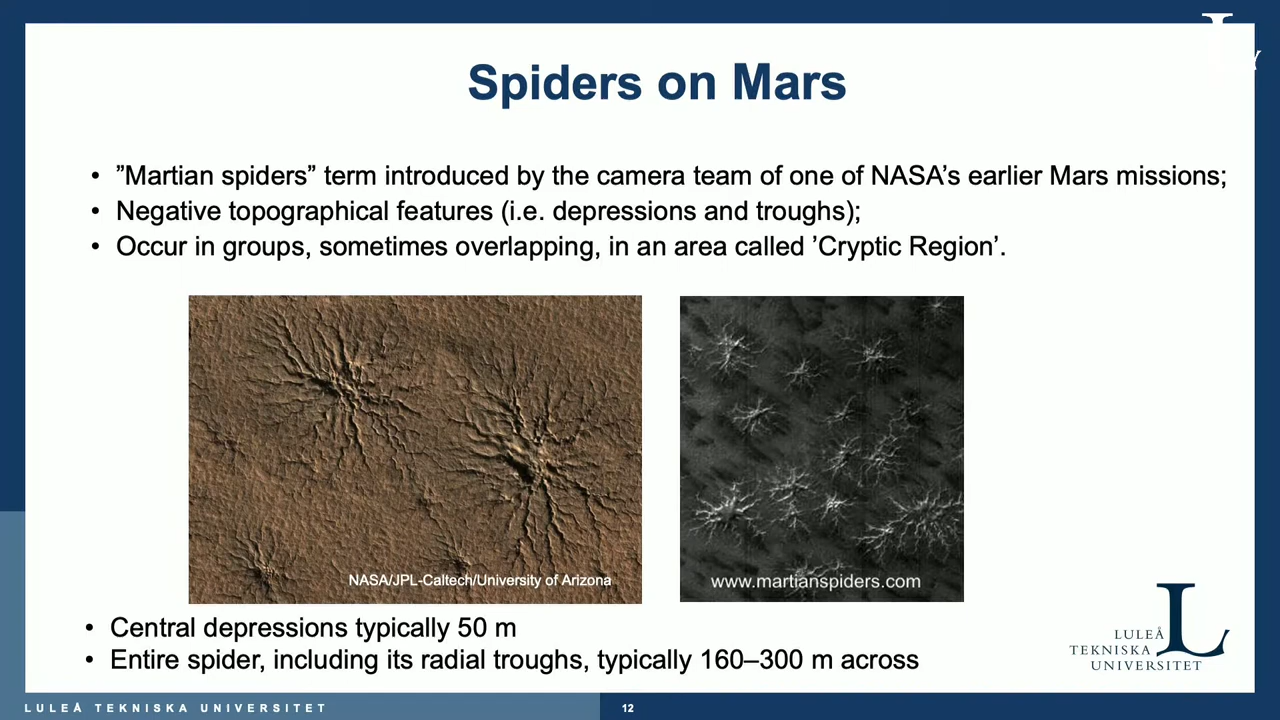 Spiders on Mars
• ”Martian spiders” term introduced by the camera team of one of NASA’s earlier Mars missions;
• Negative topographical features (i.e. depressions and troughs);
• Occur in groups, sometimes overlapping, in an area called ’Cryptic Region’.
NASA/JPL-Caltech/University of Arizona
www.martianspiders.com
• Central depressions typically 50 m
• Entire spider, including its radial troughs, typically 160–300 m across
LULEÅ
TEKNISKA
UNIVERSITET
LULEÅ TEKNISKA UNIVERSITET
12